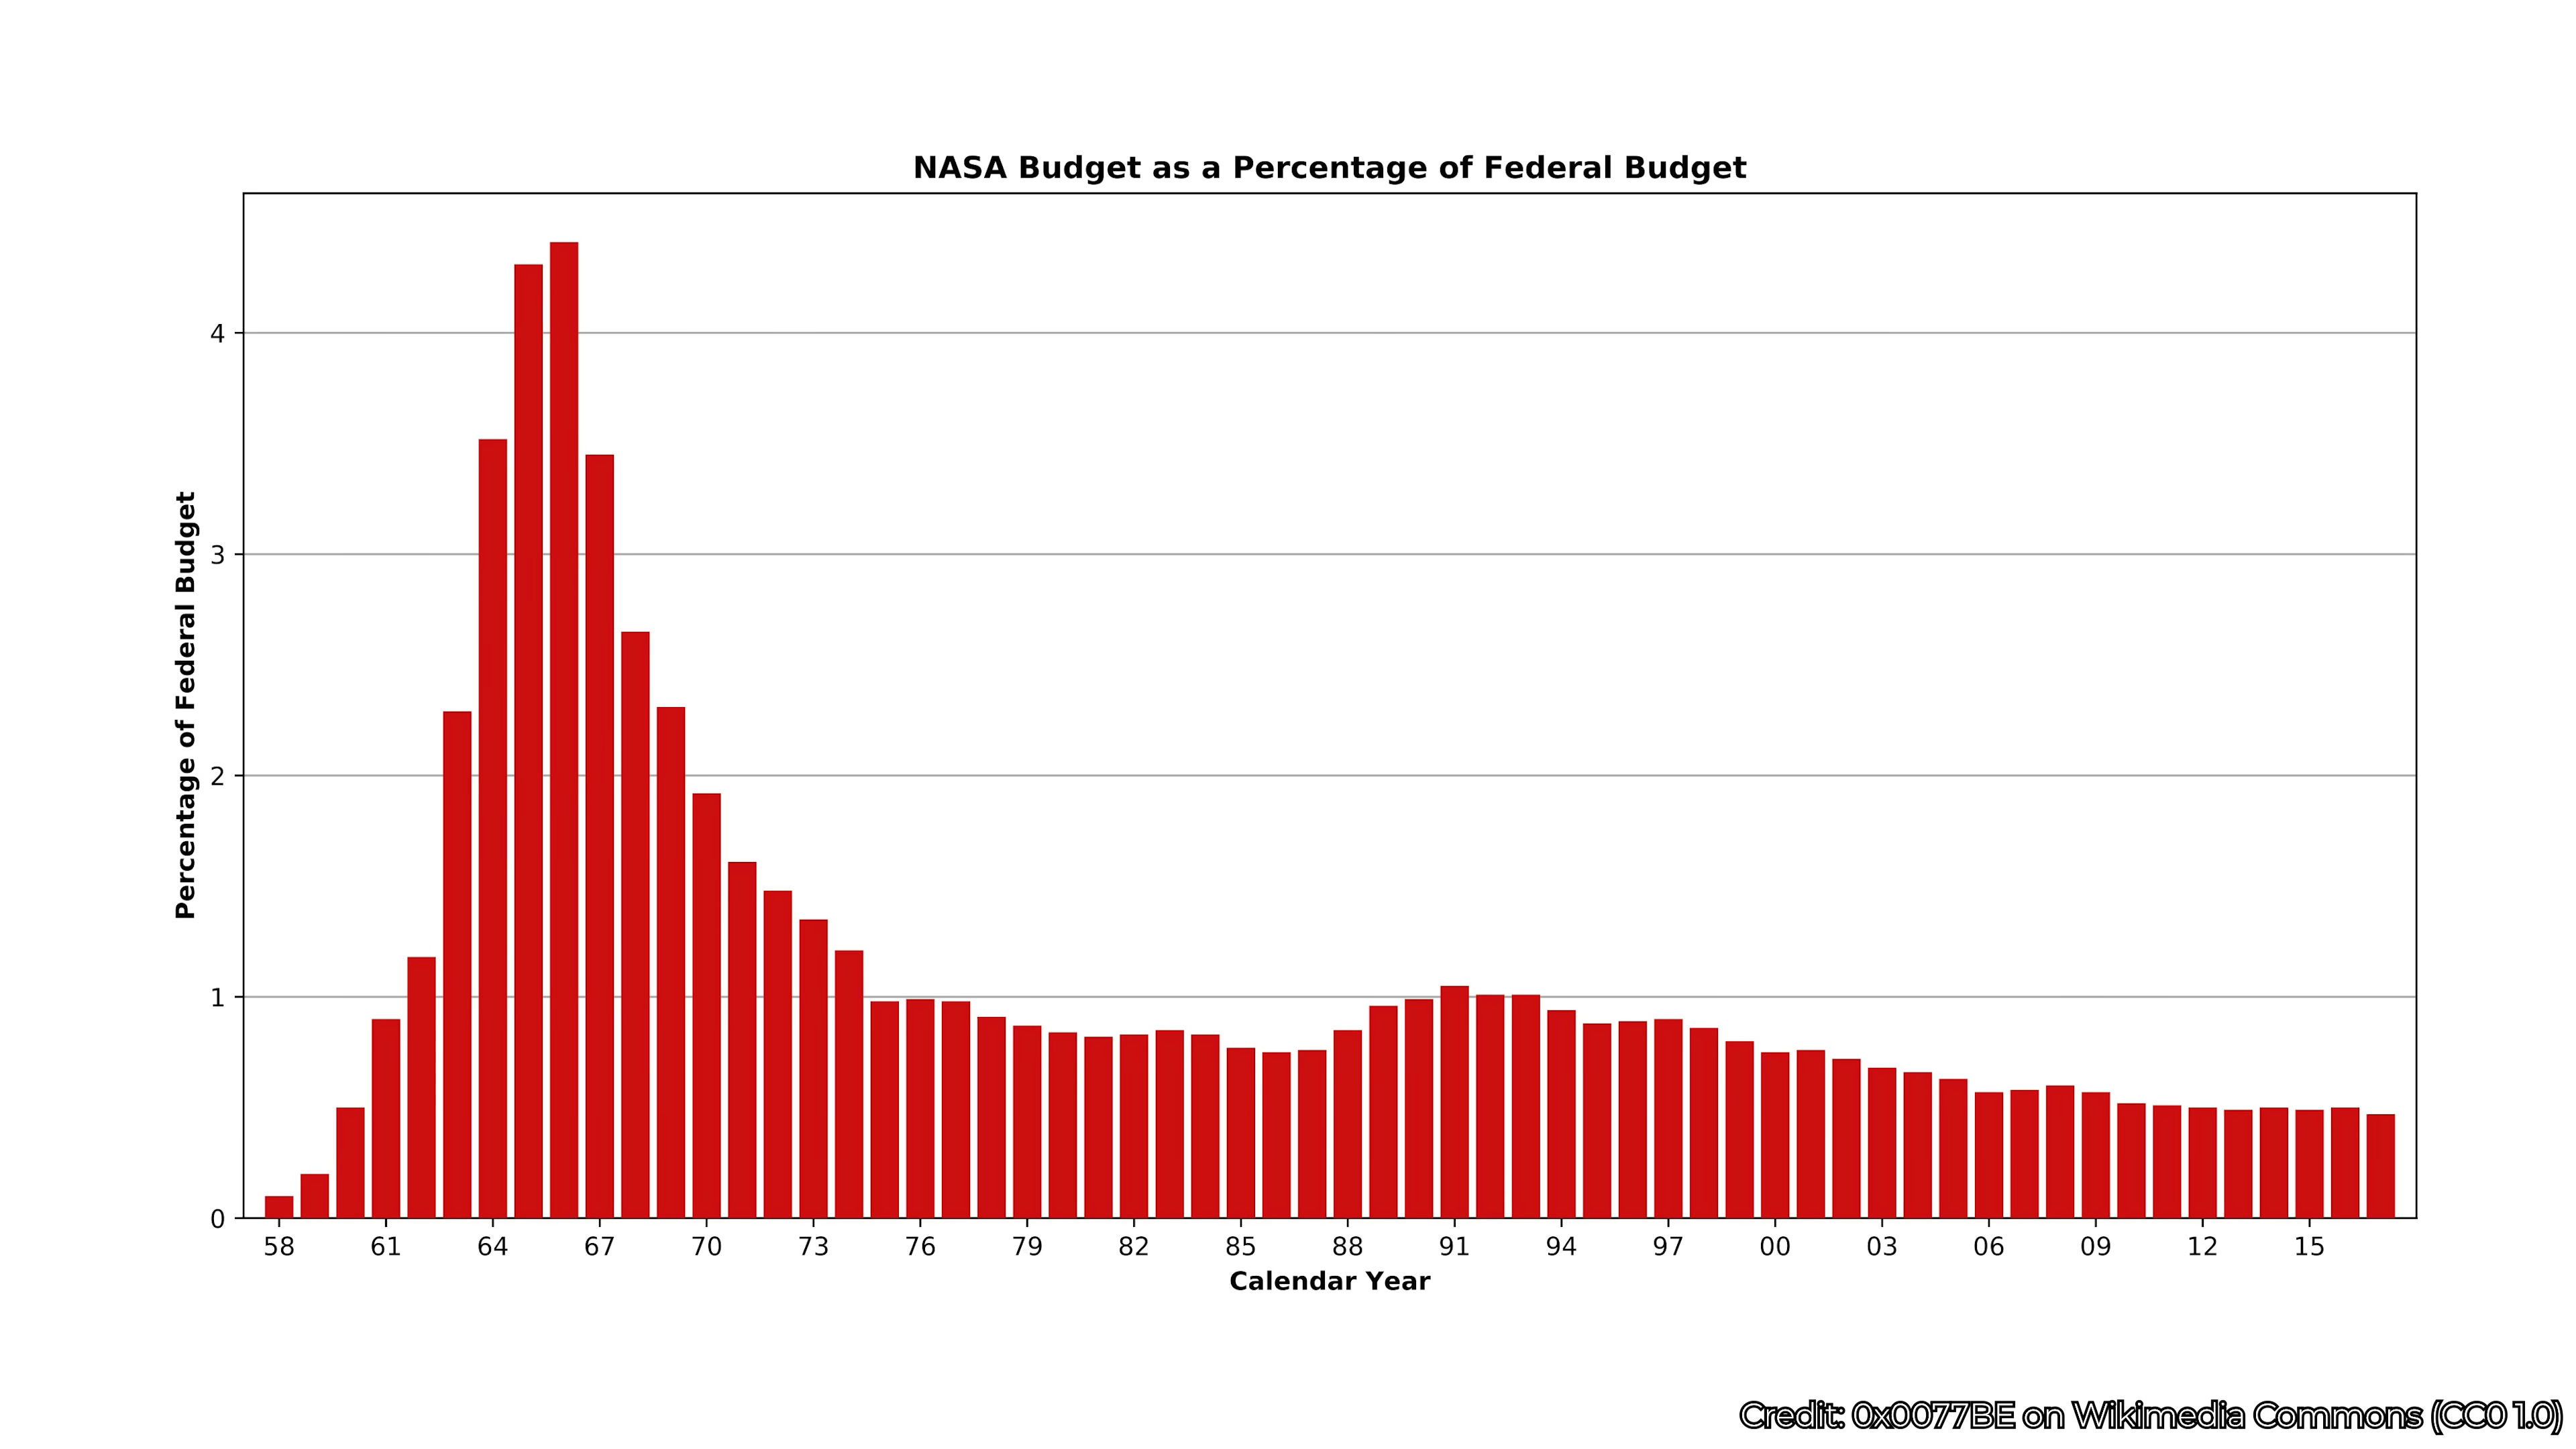 NASA Budget as a Percentage of Federal Budget
Percentage of Federal Budget
4
3
2
1
0
58 61 64 67 70 73 76 79 82 85 88 91 94 97 00 03 06 09 12 15
Calendar Year
Credit: 0x0077BE on Wikimedia Commons (CC0 1.0)